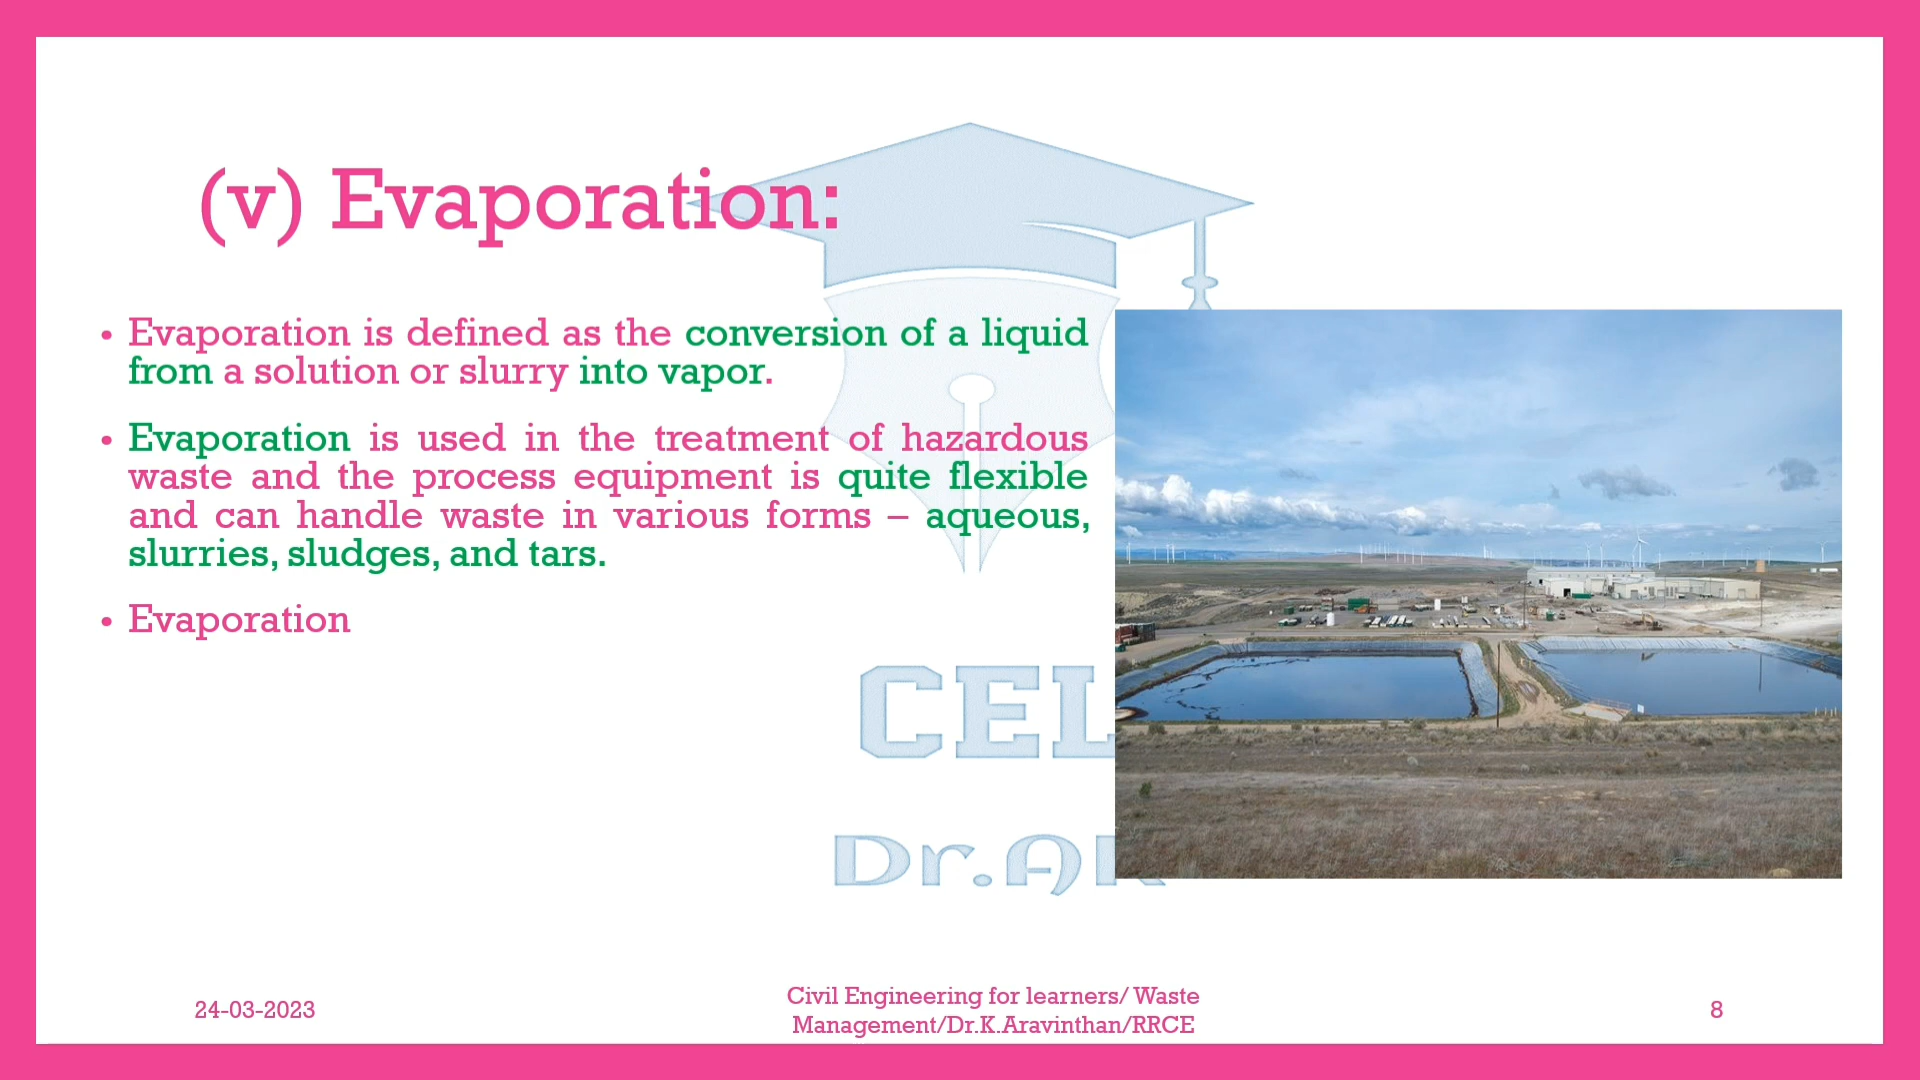 (v) Evaporation:
• Evaporation is defined as the conversion of a liquid
from a solution or slurry into vapor.
• Evaporation is used in the treatment of hazardous
waste and the process equipment is quite flexible
and can handle waste in various forms – aqueous,
slurries, sludges, and tars.
• Evaporation
CEL
Dr.AK
24-03-2023
Civil Engineering for learners/ Waste
Management/Dr.K.Aravinthan/RRCE
8